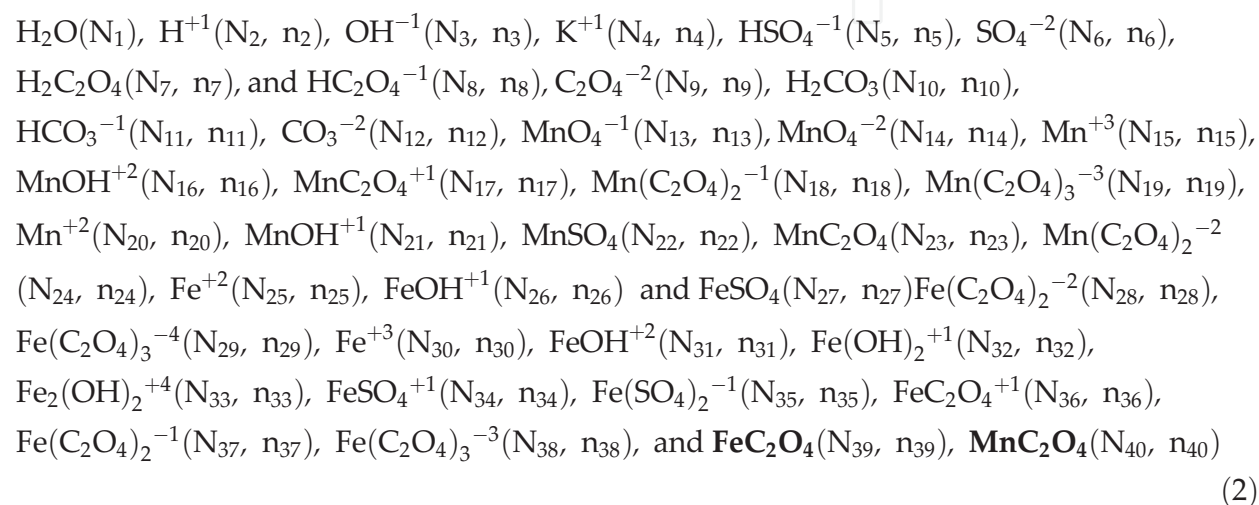 H₂O(N₁), H⁺¹(N₂, n₂), OH⁻¹(N₃, n₃), K⁺¹(N₄, n₄), HSO₄⁻¹(N₅, n₅), SO₄⁻²(N₆, n₆),
H₂C₂O₄(N₇, n₇), and HC₂O₄⁻¹(N₈, n₈), C₂O₄⁻²(N₉, n₉), H₂CO₃(N₁₀, n₁₀),
HCO₃⁻¹(N₁₁, n₁₁), CO₃⁻²(N₁₂, n₁₂), MnO₄⁻¹(N₁₃, n₁₃), MnO₄⁻²(N₁₄, n₁₄), Mn⁺³(N₁₅, n₁₅),
MnOH⁺²(N₁₆, n₁₆), MnC₂O₄⁺¹(N₁₇, n₁₇), Mn(C₂O₄)₂⁻¹(N₁₈, n₁₈), Mn(C₂O₄)₃⁻³(N₁₉, n₁₉),
Mn⁺²(N₂₀, n₂₀), MnOH⁺¹(N₂₁, n₂₁), MnSO₄(N₂₂, n₂₂), MnC₂O₄(N₂₃, n₂₃), Mn(C₂O₄)₂⁻²
(N₂₄, n₂₄), Fe⁺²(N₂₅, n₂₅), FeOH⁺¹(N₂₆, n₂₆) and FeSO₄(N₂₇, n₂₇)Fe(C₂O₄)₂⁻²(N₂₈, n₂₈),
Fe(C₂O₄)₃⁻⁴(N₂₉, n₂₉), Fe⁺³(N₃₀, n₃₀), FeOH⁺²(N₃₁, n₃₁), Fe(OH)₂⁺¹(N₃₂, n₃₂),
Fe₂(OH)₂⁺⁴(N₃₃, n₃₃), FeSO₄⁺¹(N₃₄, n₃₄), Fe(SO₄)₂⁻¹(N₃₅, n₃₅), FeC₂O₄⁺¹(N₃₆, n₃₆),
Fe(C₂O₄)₂⁻¹(N₃₇, n₃₇), Fe(C₂O₄)₃⁻³(N₃₈, n₃₈), and FeC₂O₄(N₃₉, n₃₉), MnC₂O₄(N₄₀, n₄₀)
(2)